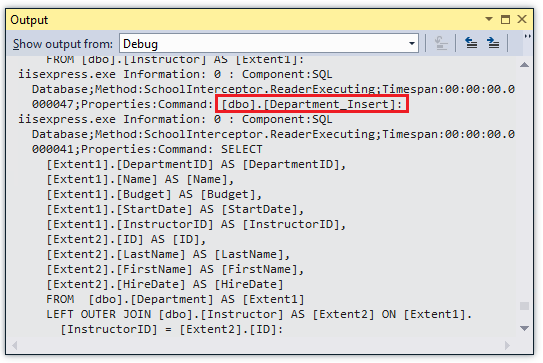 Output
Show output from: Debug
FROM [dbo].[Instructor] AS [Extent1]:
iisexpress.exe Information: 0 : Component:SQL
Database;Method:SchoolInterceptor.ReaderExecuting;Timespan:00:00:00.0
000047;Properties:Command: [dbo].[Department_Insert]:
iisexpress.exe Information: 0 : Component:SQL
Database;Method:SchoolInterceptor.ReaderExecuting;Timespan:00:00:00.0
000041;Properties:Command: SELECT
[Extent1].[DepartmentID] AS [DepartmentID],
[Extent1].[Name] AS [Name],
[Extent1].[Budget] AS [Budget],
[Extent1].[StartDate] AS [StartDate],
[Extent1].[InstructorID] AS [InstructorID],
[Extent2].[ID] AS [ID],
[Extent2].[LastName] AS [LastName],
[Extent2].[FirstName] AS [FirstName],
[Extent2].[HireDate] AS [HireDate]
FROM  [dbo].[Department] AS [Extent1]
LEFT OUTER JOIN [dbo].[Instructor] AS [Extent2] ON [Extent1].
[InstructorID] = [Extent2].[ID]: